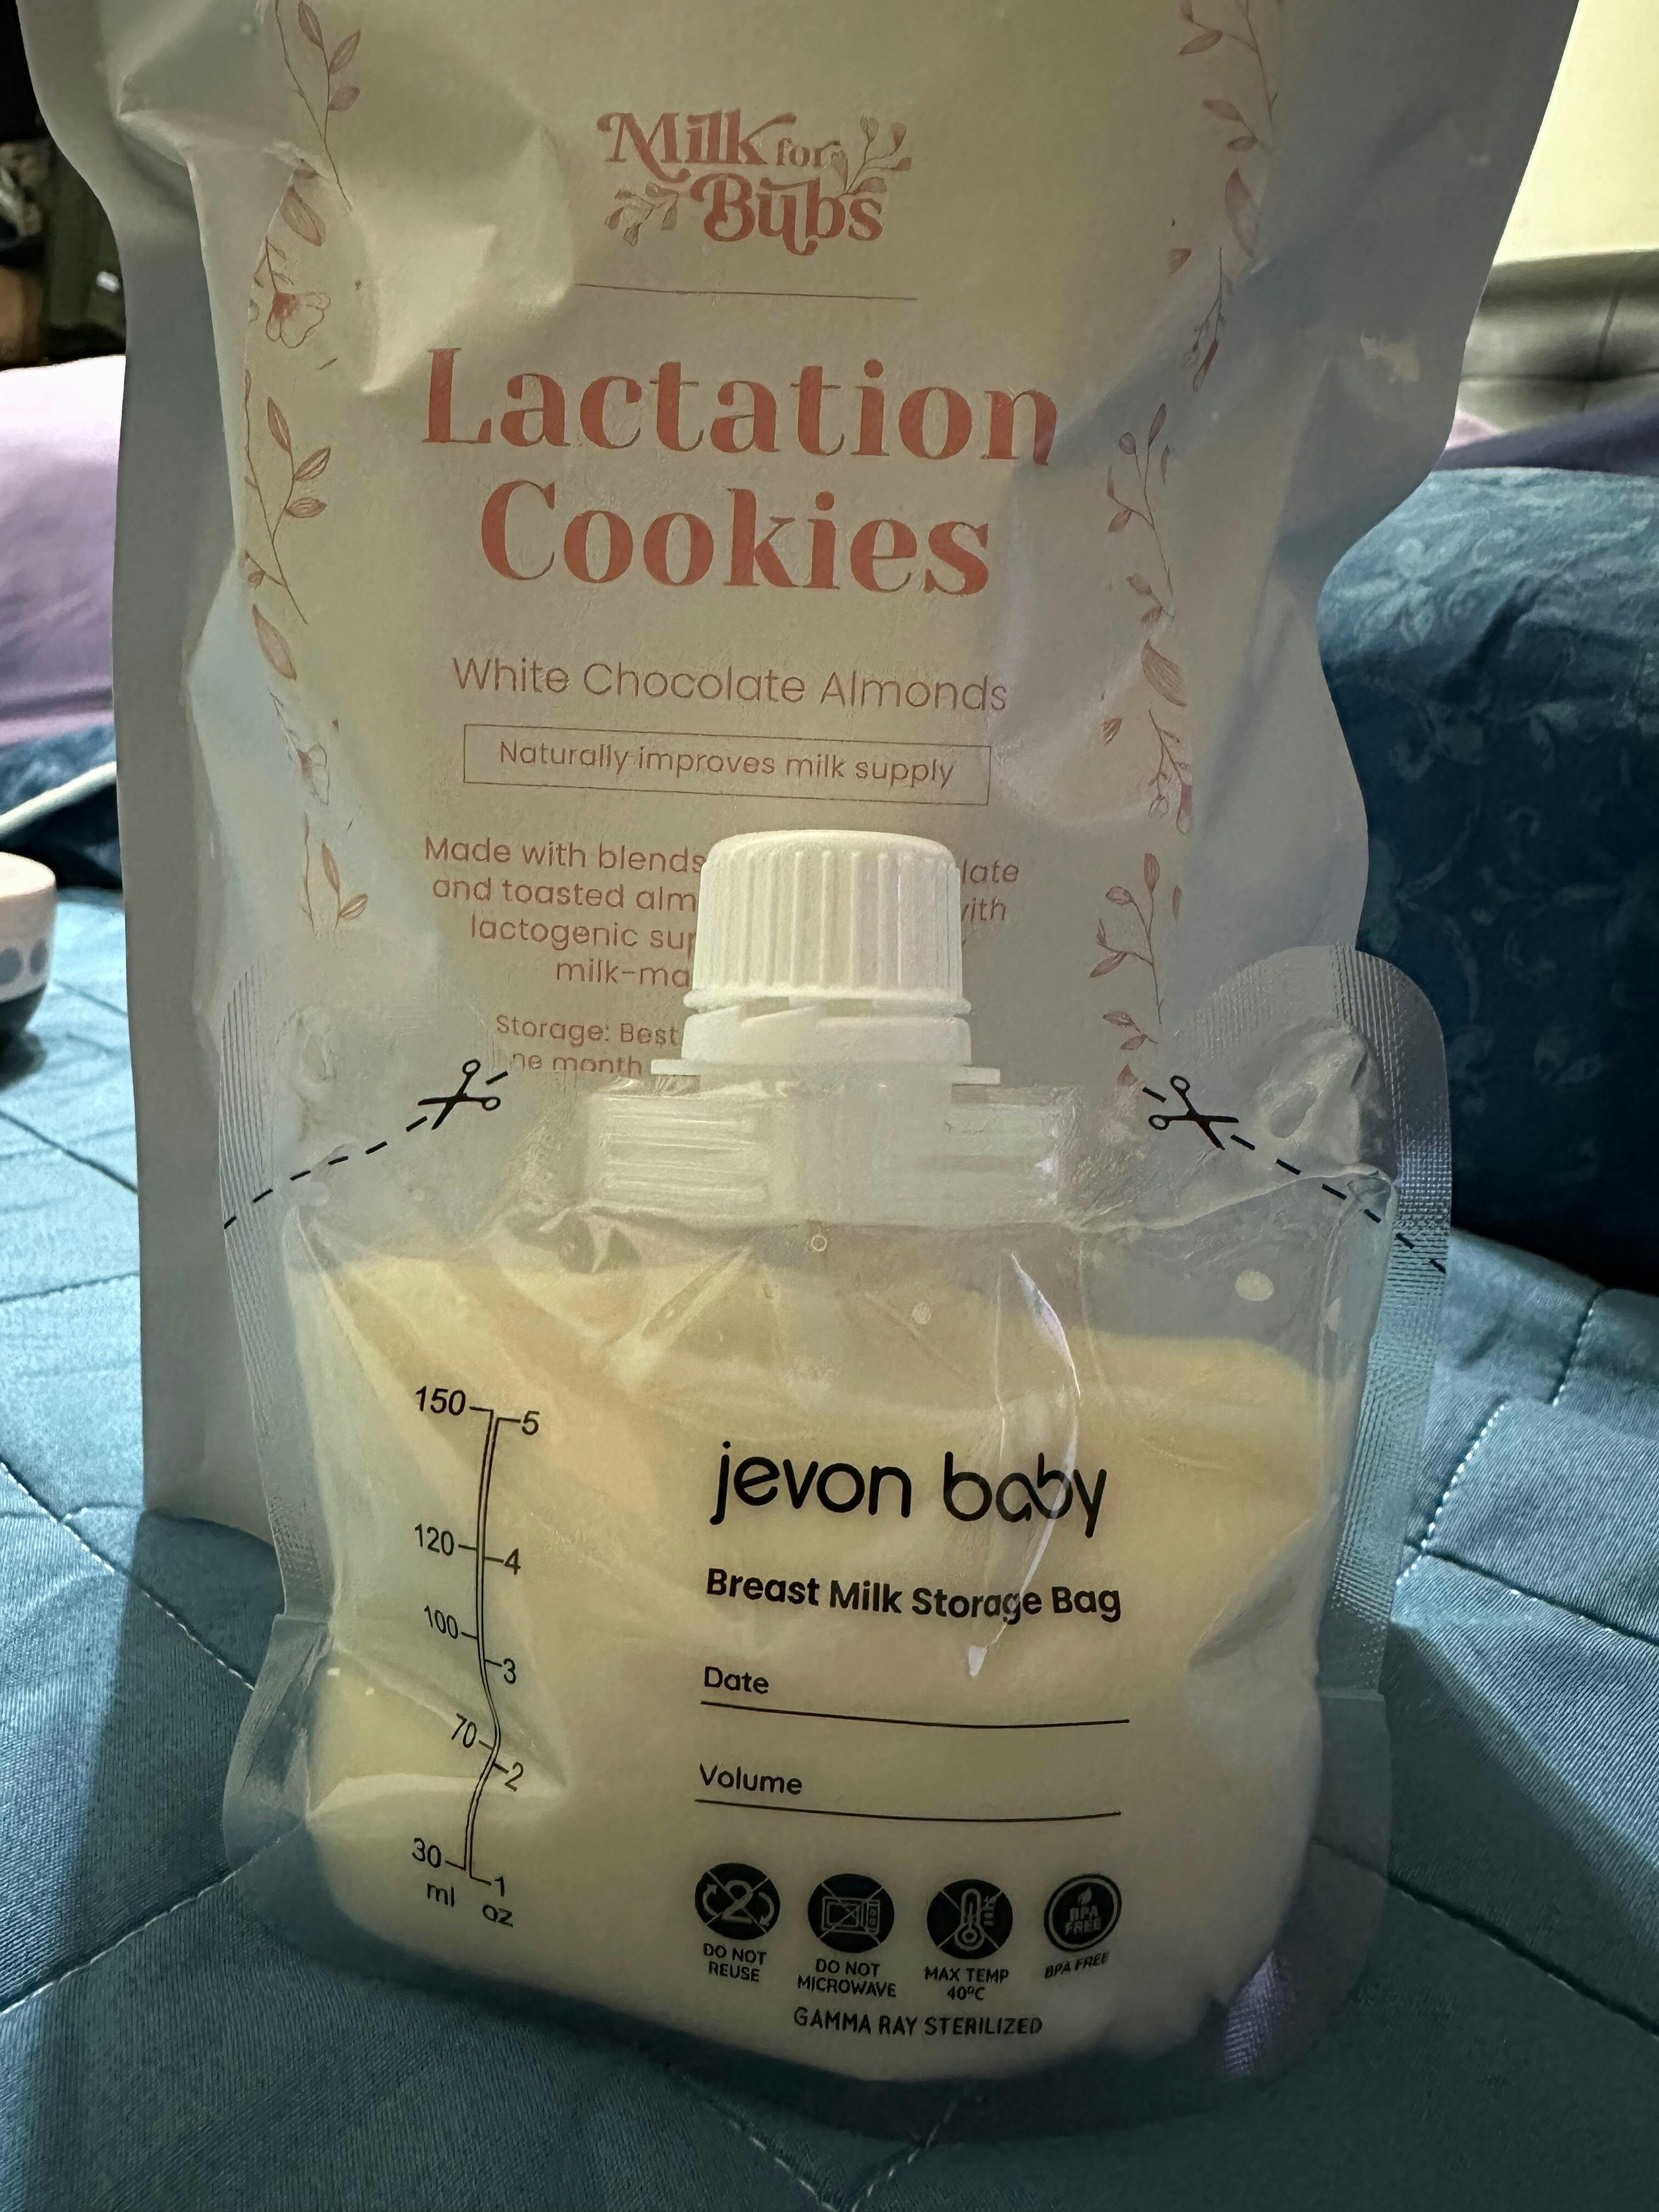 Milk for
Bubs
Lactation
Cookies
White Chocolate Almonds
Naturally improves milk supply
Made with blends late
and toasted alm with
lactogenic sup
milk-ma
Storage: Best
ne month
150 5
120 4
100
3
70
2
30
1
ml oz
jevon baby
Breast Milk Storage Bag
Date
Volume
2
BPA
FREE
DO NOT
REUSE
DO NOT
MICROWAVE
MAX TEMP
40°C
BPA FREE
GAMMA RAY STERILIZED